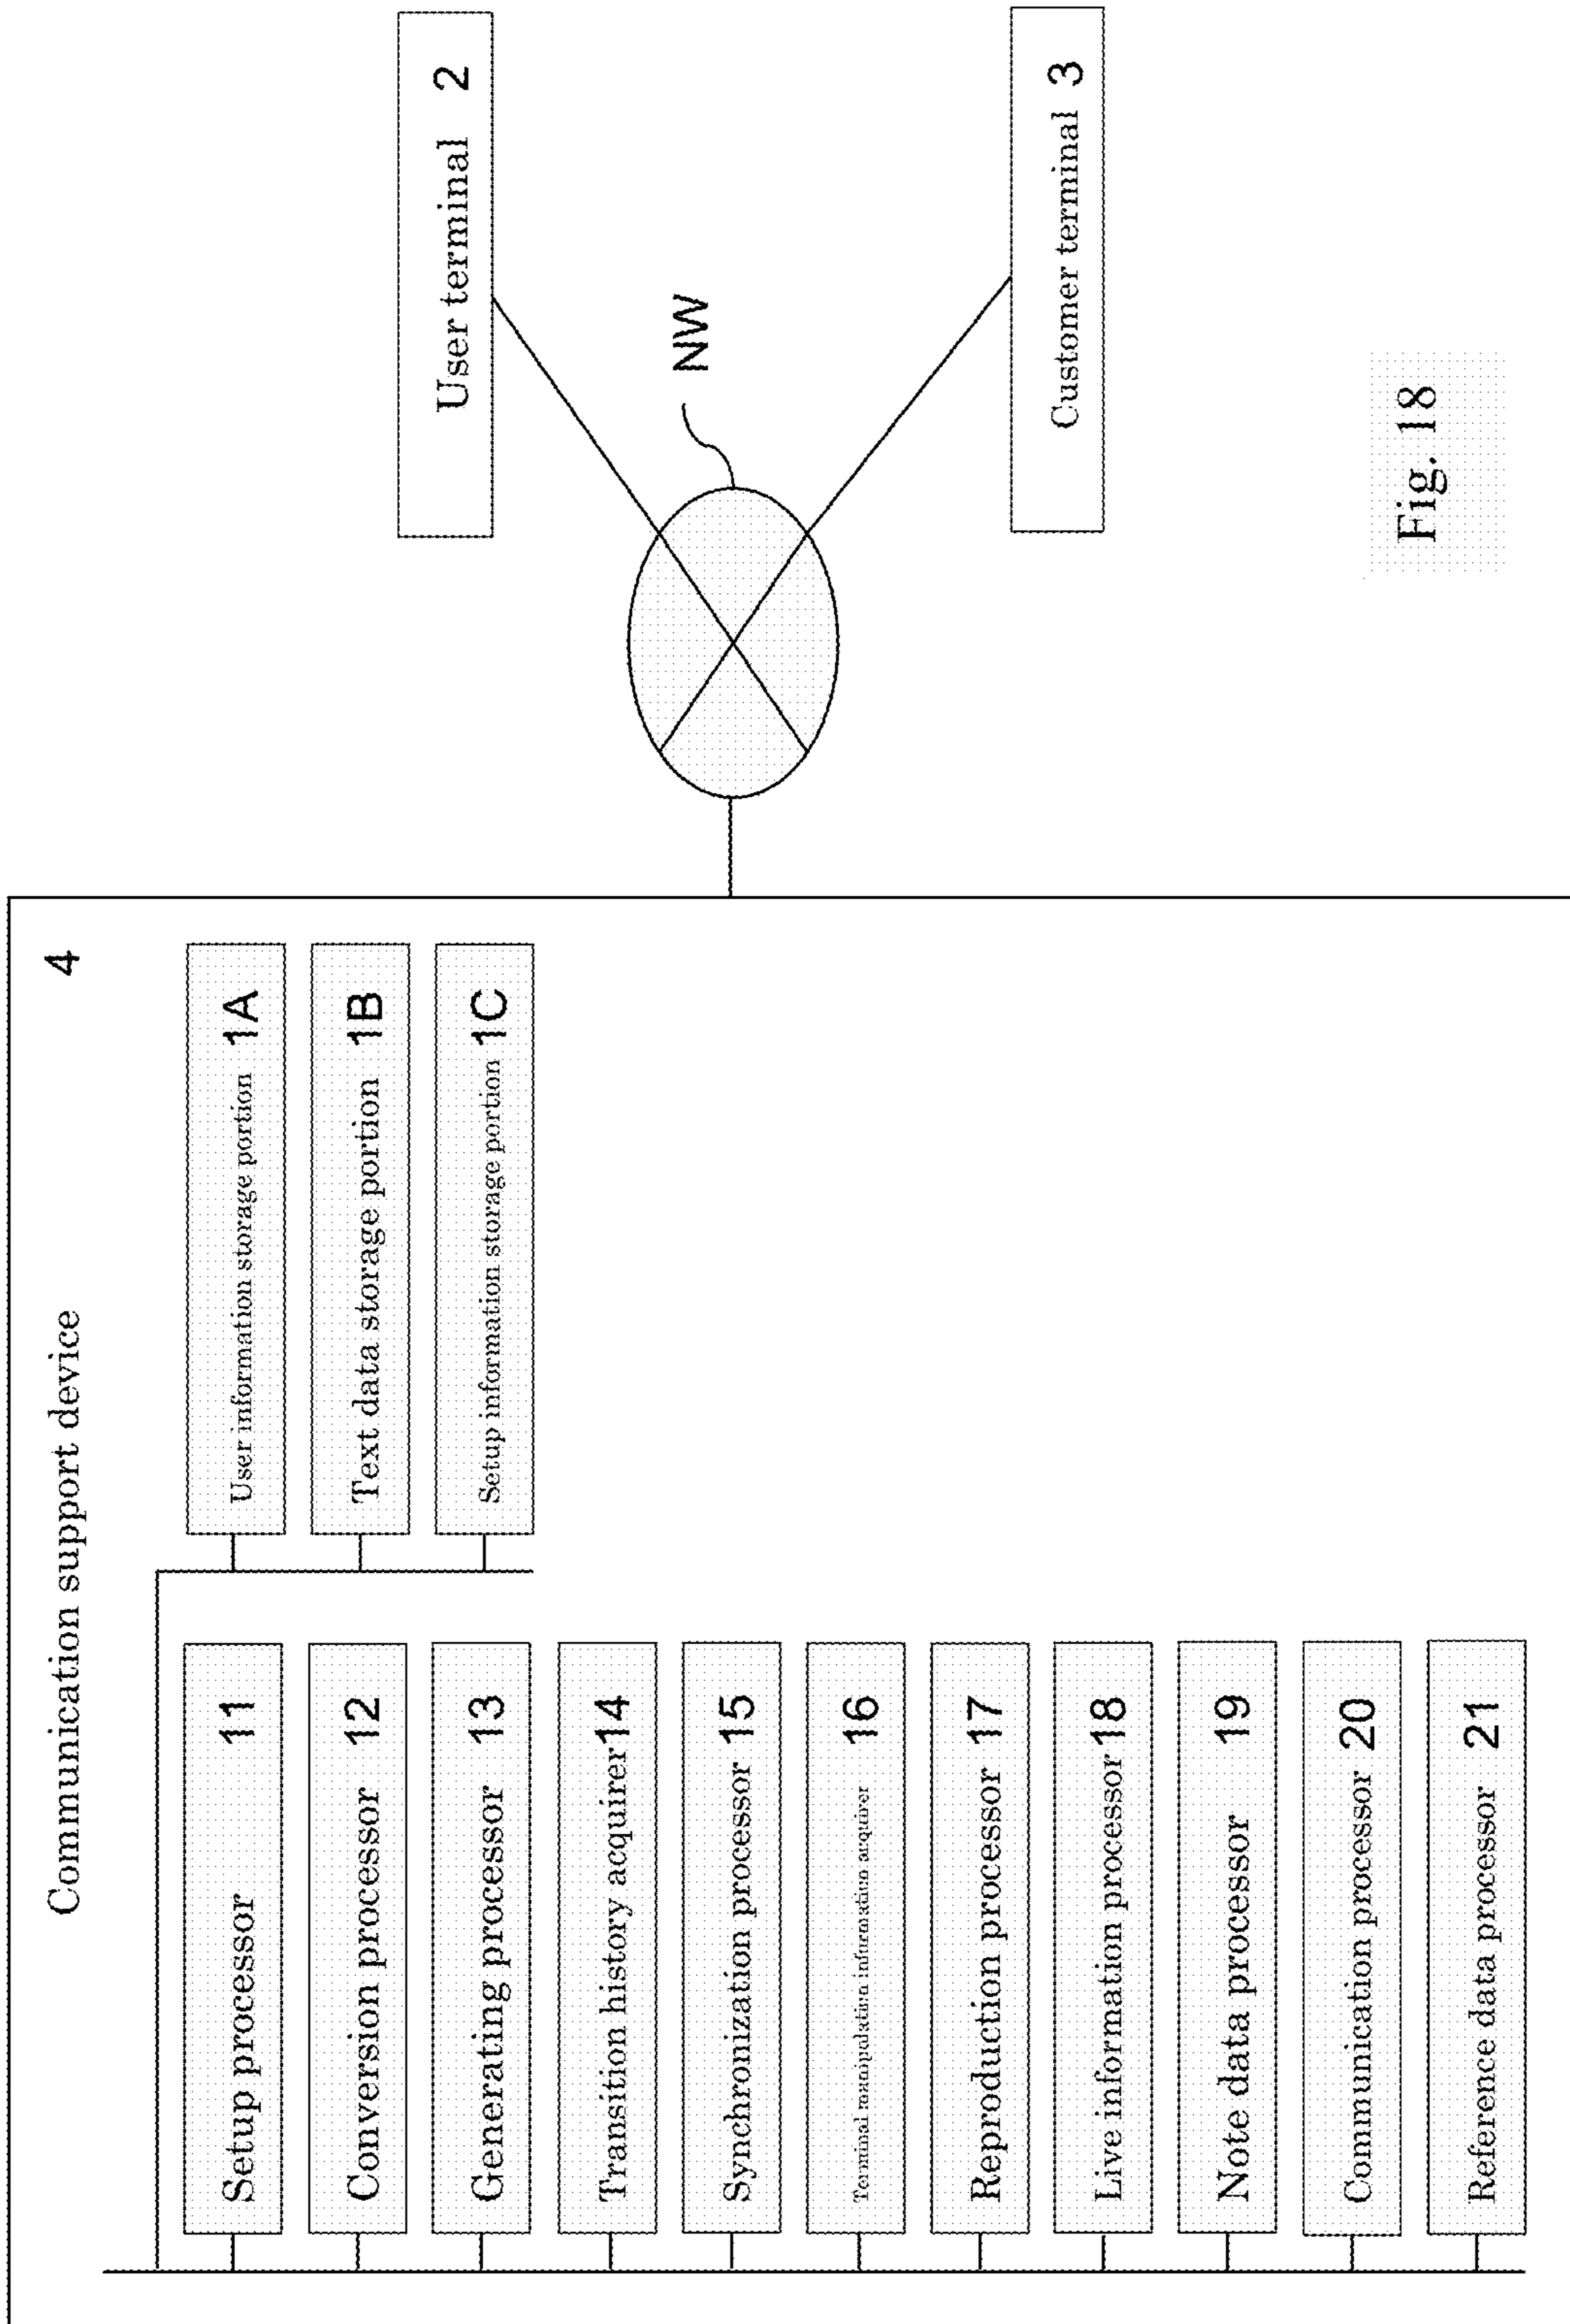 Communication support device 4
Setup processor 11
Conversion processor 12
Generating processor 13
Transition history acquirer14
Synchronization processor 15
Terminal manipulation information acquirer 16
Reproduction processor 17
Live information processor 18
Note data processor 19
Communication processor 20
Reference data processor 21
User information storage portion 1A
Text data storage portion 1B
Setup information storage portion 1C
User terminal 2
NW
Customer terminal 3
Fig. 18